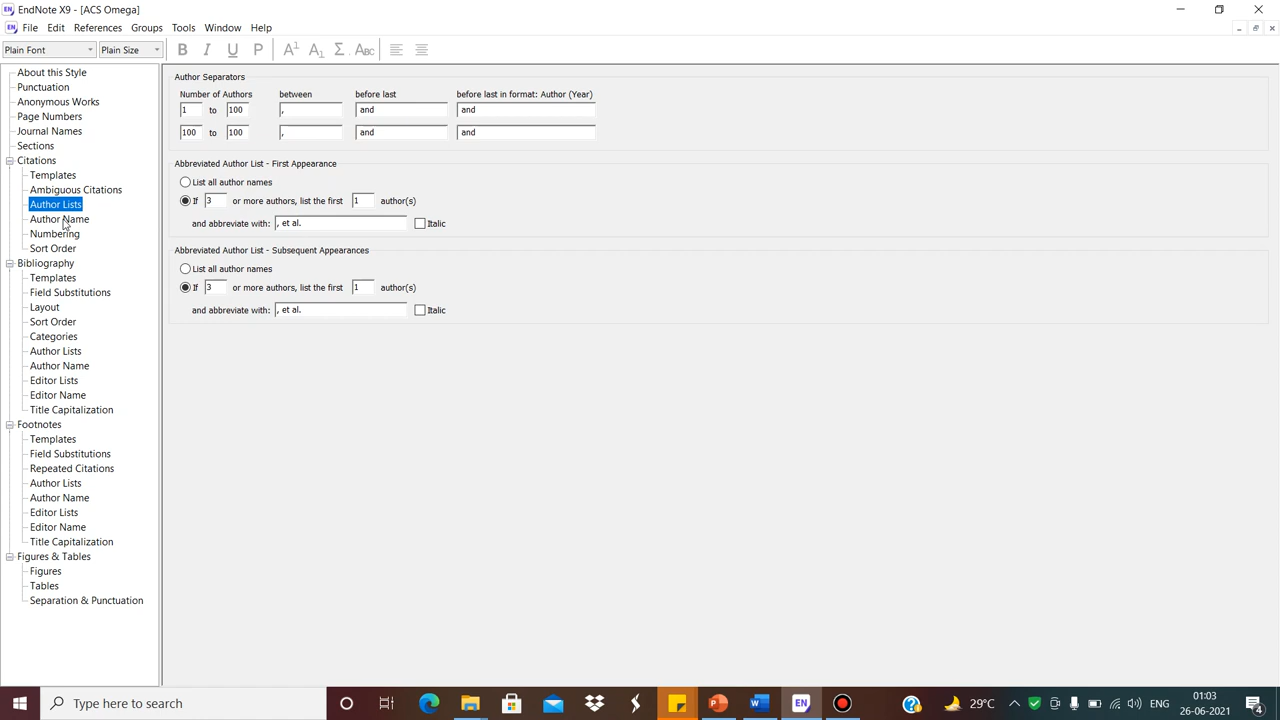 EndNote X9 - [ACS Omega]
File Edit References Groups Tools Window Help
Plain Font Plain Size B I U P A¹ A₁ Σ Abc
About this Style
Punctuation
Anonymous Works
Page Numbers
Journal Names
Sections
Citations
Templates
Ambiguous Citations
Author Lists
Author Name
Numbering
Sort Order
Bibliography
Templates
Field Substitutions
Layout
Sort Order
Categories
Author Lists
Author Name
Editor Lists
Editor Name
Title Capitalization
Footnotes
Templates
Field Substitutions
Repeated Citations
Author Lists
Author Name
Editor Lists
Editor Name
Title Capitalization
Figures & Tables
Figures
Tables
Separation & Punctuation
Author Separators
Number of Authors between before last before last in format: Author (Year)
1 to 100 , and and
100 to 100 , and and
Abbreviated Author List - First Appearance
List all author names
If 3 or more authors, list the first 1 author(s)
and abbreviate with: , et al. Italic
Abbreviated Author List - Subsequent Appearances
List all author names
If 3 or more authors, list the first 1 author(s)
and abbreviate with: , et al. Italic
Type here to search
29°C ENG 01:03
26-06-2021 4